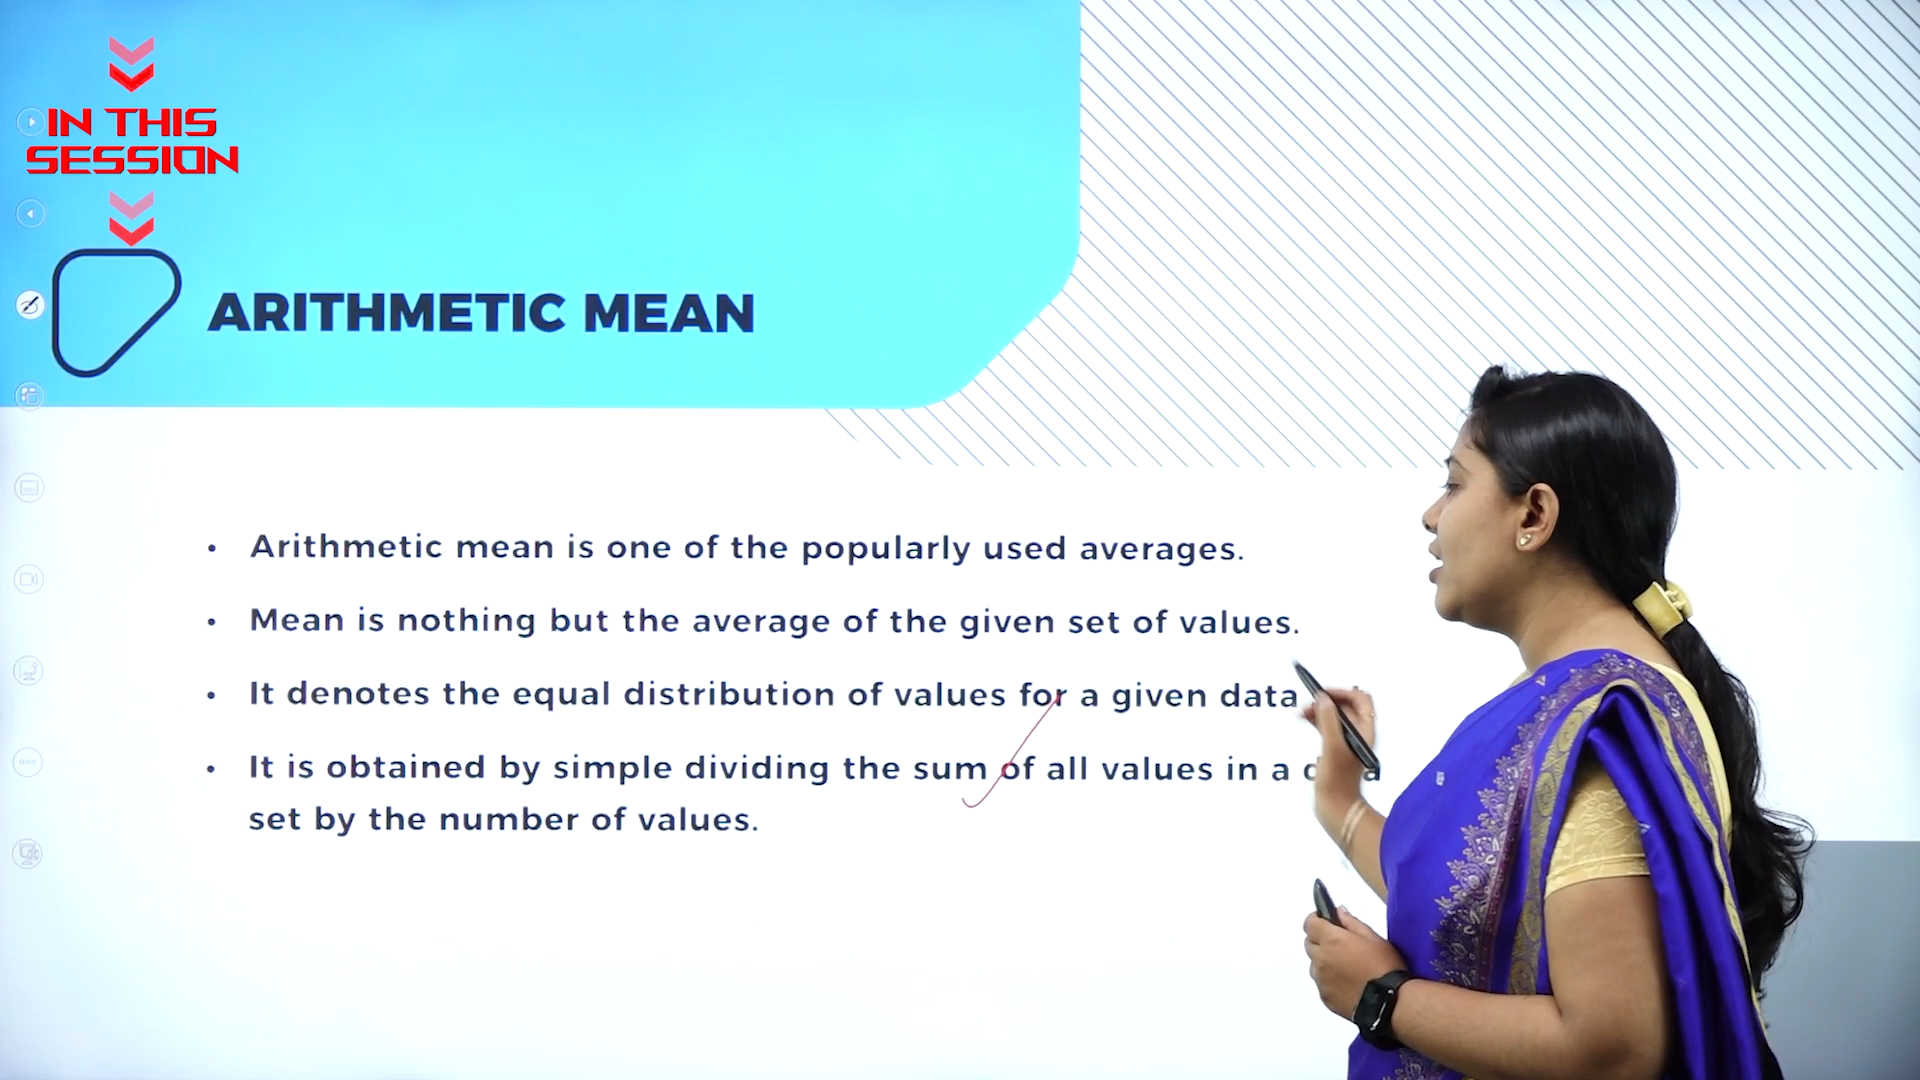 IN THIS
SESSION
ARITHMETIC MEAN
• Arithmetic mean is one of the popularly used averages.
• Mean is nothing but the average of the given set of values.
• It denotes the equal distribution of values for a given data
• It is obtained by simple dividing the sum of all values in a
set by the number of values.